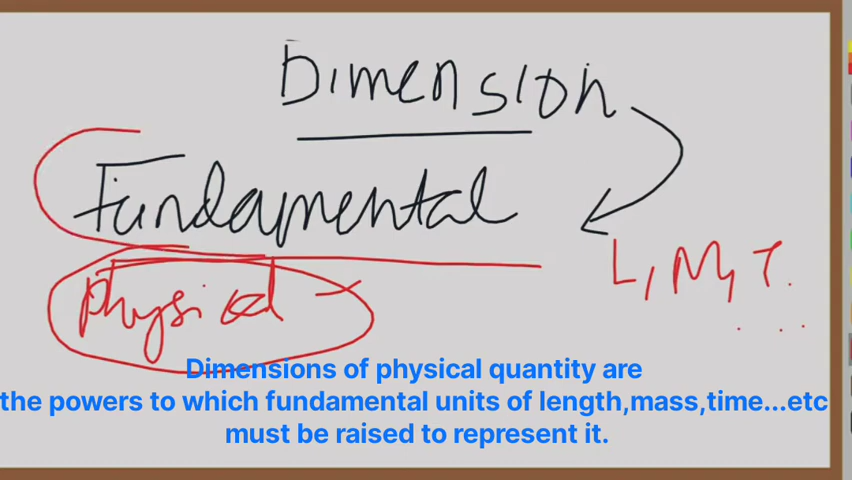 Dimension
Fundamental
L, M, T.
Physical
Dimensions of physical quantity are
the powers to which fundamental units of length,mass,time...etc
must be raised to represent it.